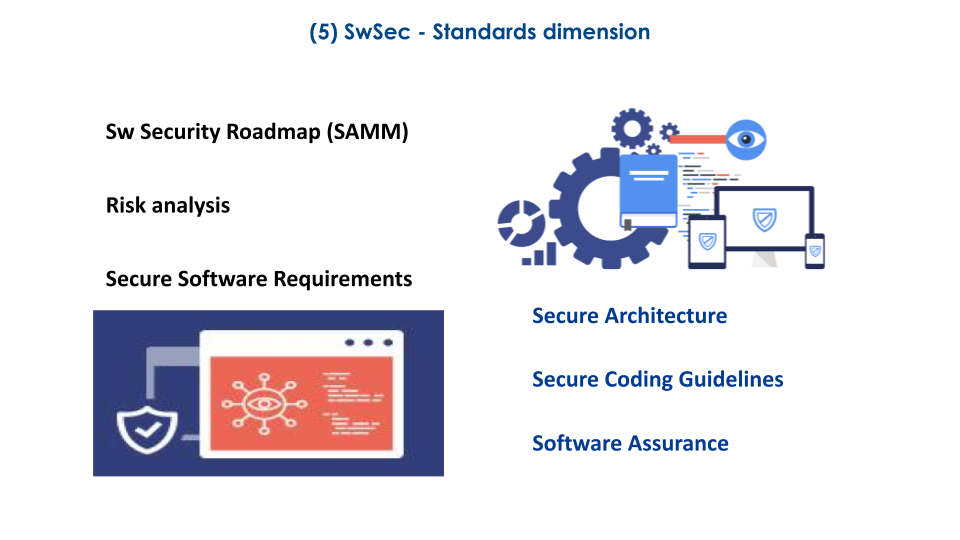 (5) SwSec - Standards dimension
Sw Security Roadmap (SAMM)
Risk analysis
Secure Software Requirements
Secure Architecture
Secure Coding Guidelines
Software Assurance